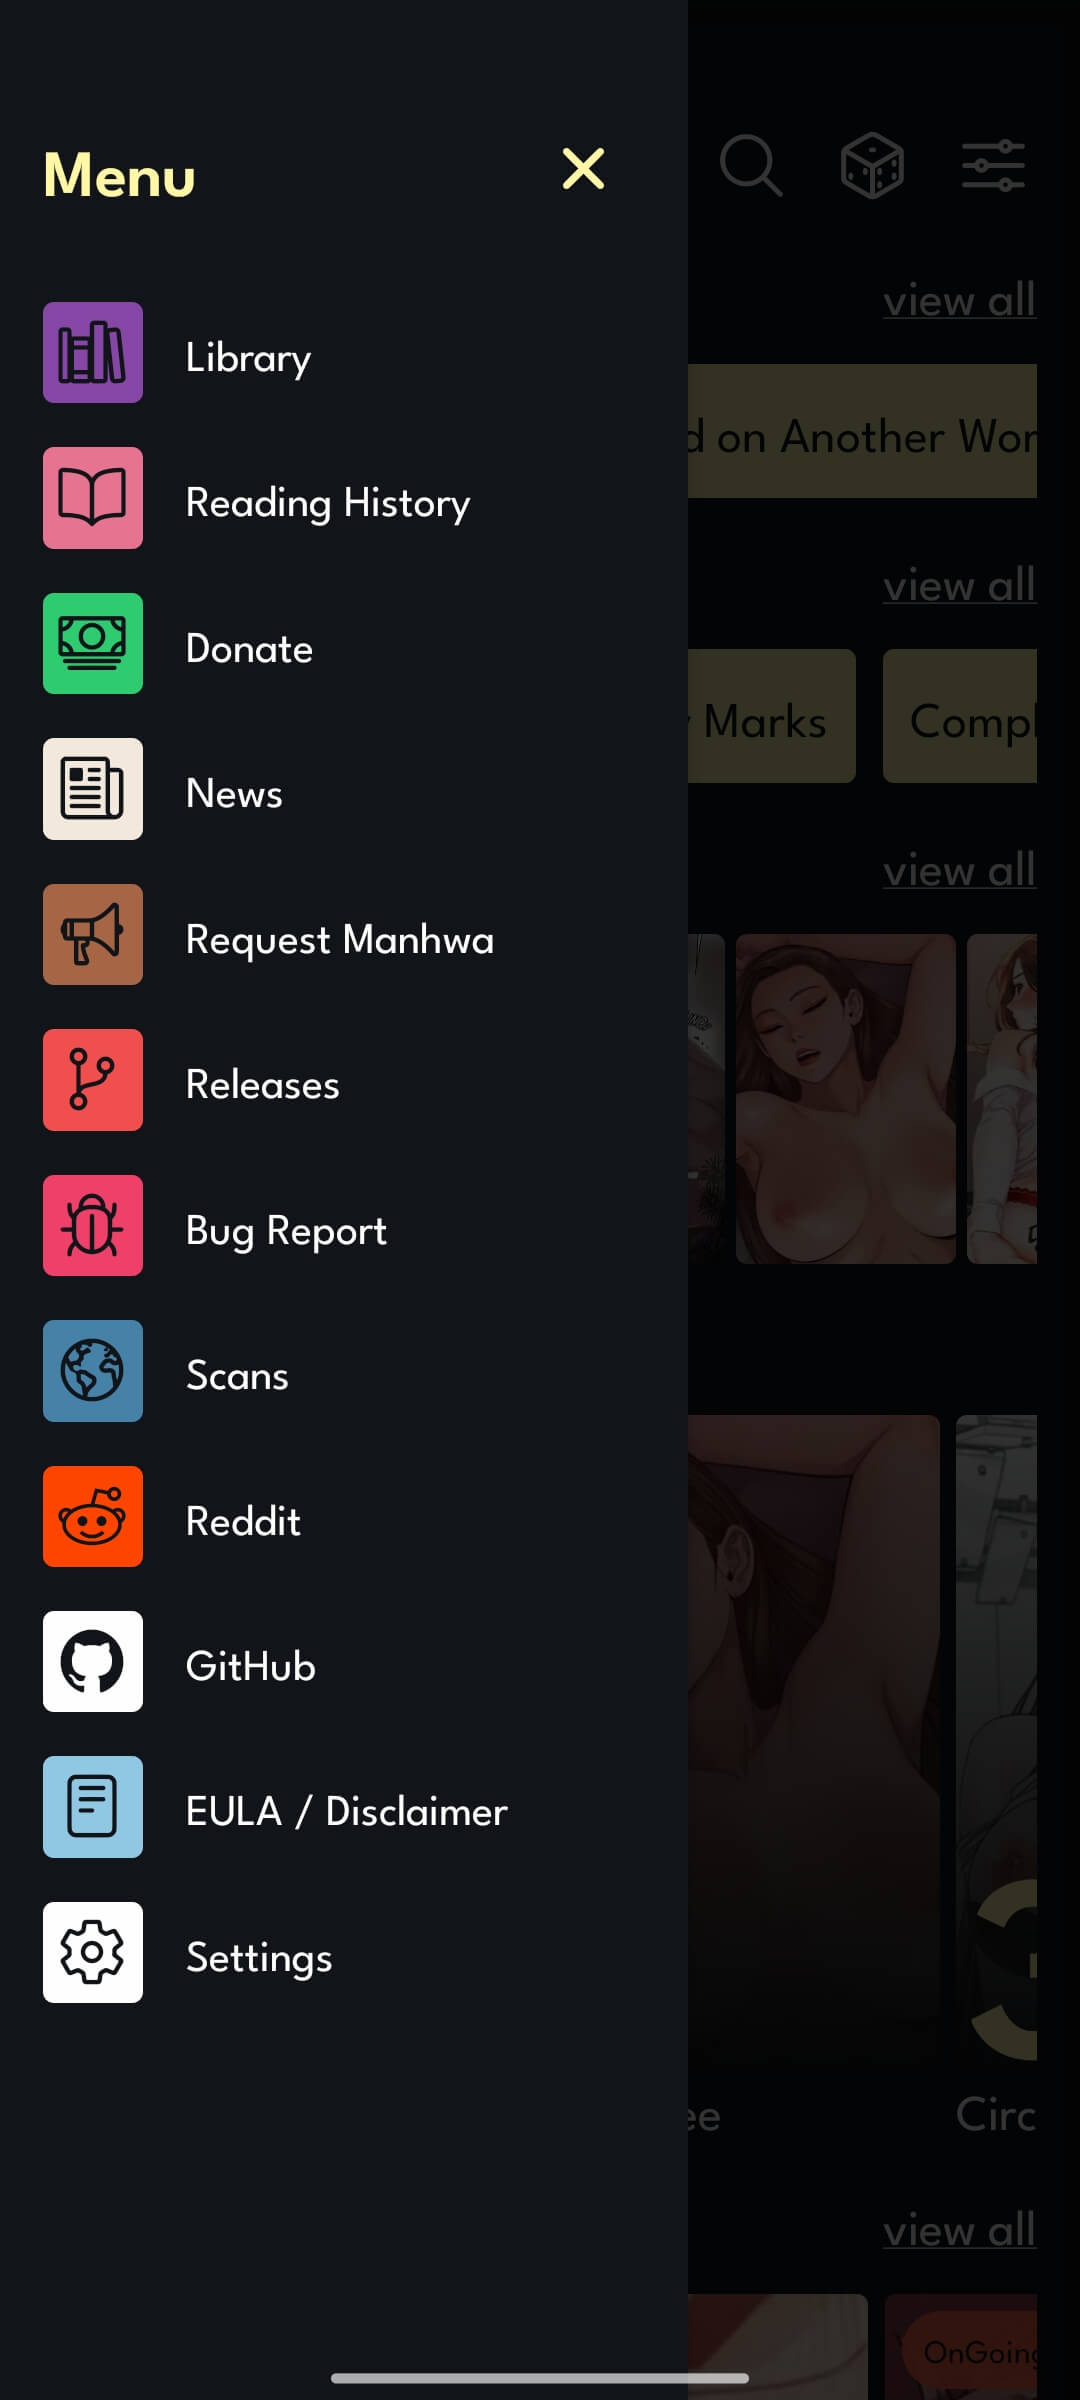 Menu
view all
Library
d on Another Wor
Reading History
view all
Donate
Marks
Compl
News
view all
Request Manhwa
Releases
Bug Report
Scans
Reddit
GitHub
EULA / Disclaimer
Settings
ee
Circ
view all
OnGoing